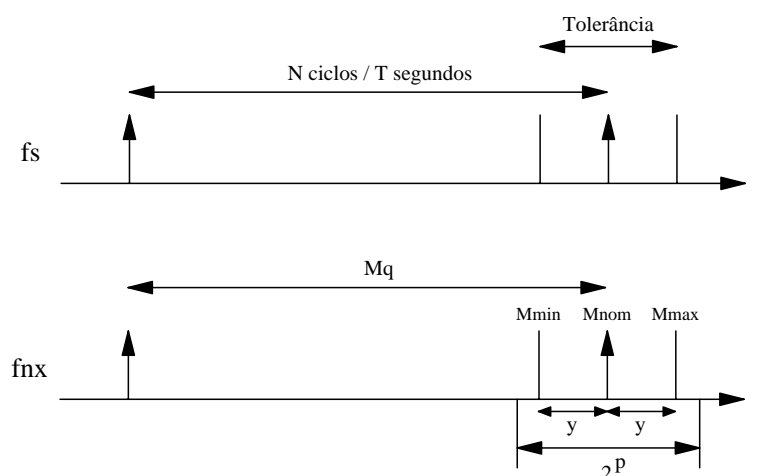 Tolerância
N ciclos / T segundos
fs
Mq
Mmin Mnom Mmax
fnx
y y
2^p